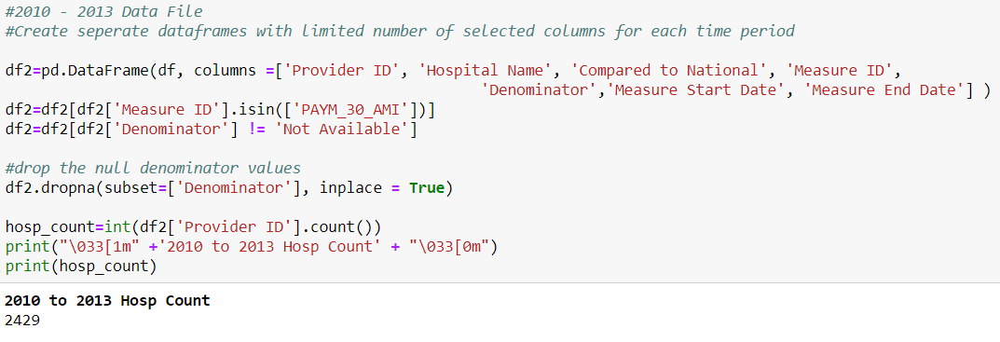 #2010 - 2013 Data File
#Create seperate dataframes with limited number of selected columns for each time period
df2=pd.DataFrame(df, columns =['Provider ID', 'Hospital Name', 'Compared to National', 'Measure ID',
'Denominator','Measure Start Date', 'Measure End Date'] )
df2=df2[df2['Measure ID'].isin(['PAYM_30_AMI'])]
df2=df2[df2['Denominator'] != 'Not Available']
#drop the null denominator values
df2.dropna(subset=['Denominator'], inplace = True)
hosp_count=int(df2['Provider ID'].count())
print("\033[1m" +'2010 to 2013 Hosp Count' + "\033[0m")
print(hosp_count)
2010 to 2013 Hosp Count
2429